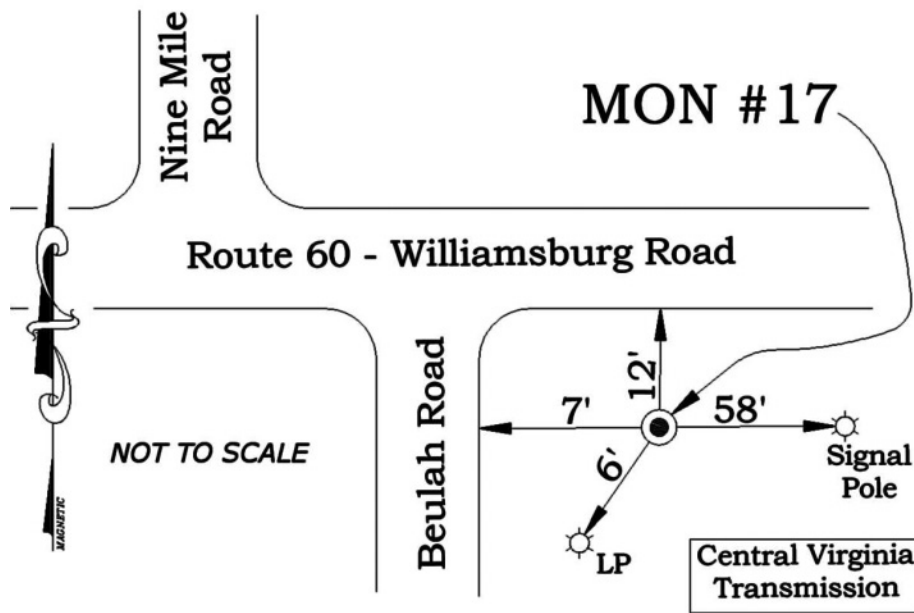 Nine Mile
Road
MON #17
Route 60 - Williamsburg Road
Beulah Road
12'
7'
58'
6'
NOT TO SCALE
Signal
Pole
LP
MAGNETIC
Central Virginia
Transmission